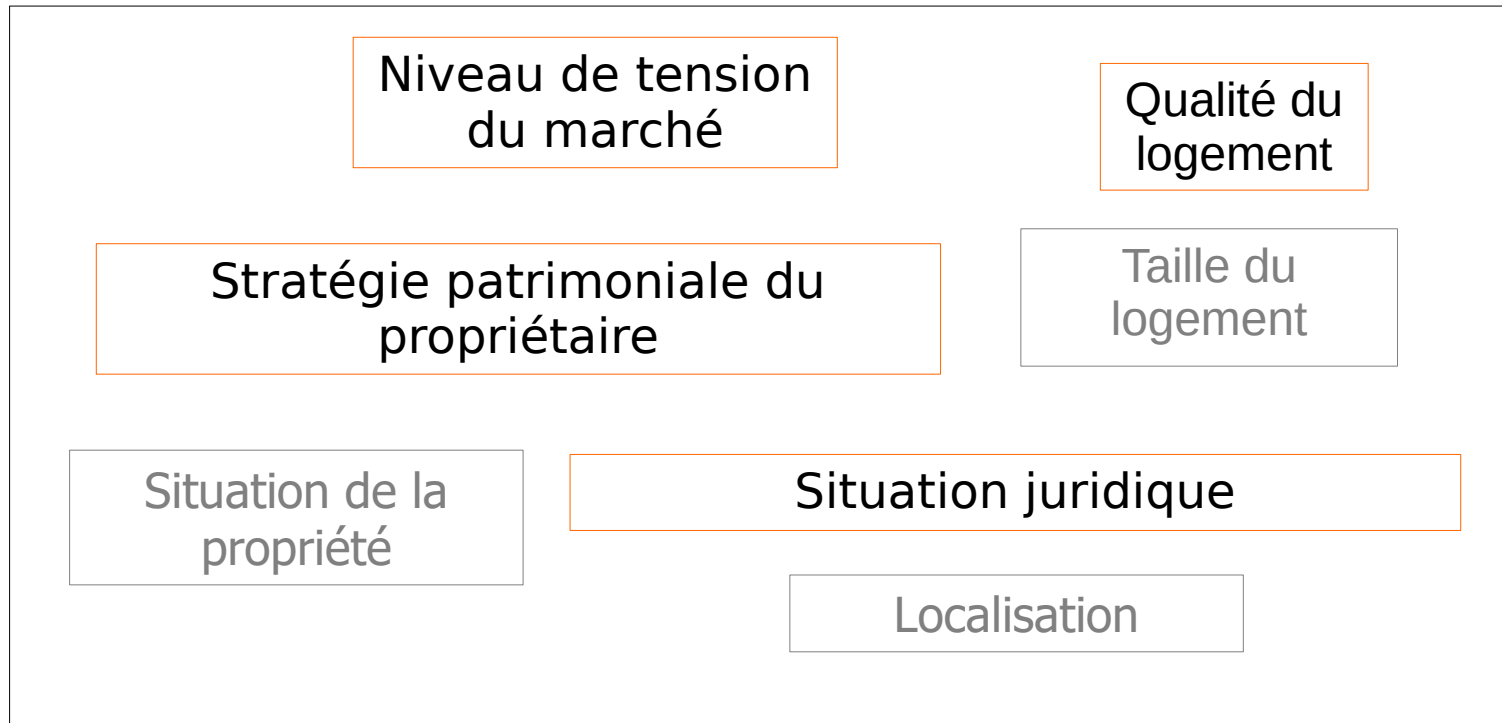 Niveau de tension
du marché
Qualité du
logement
Stratégie patrimoniale du
propriétaire
Taille du
logement
Situation de la
propriété
Situation juridique
Localisation